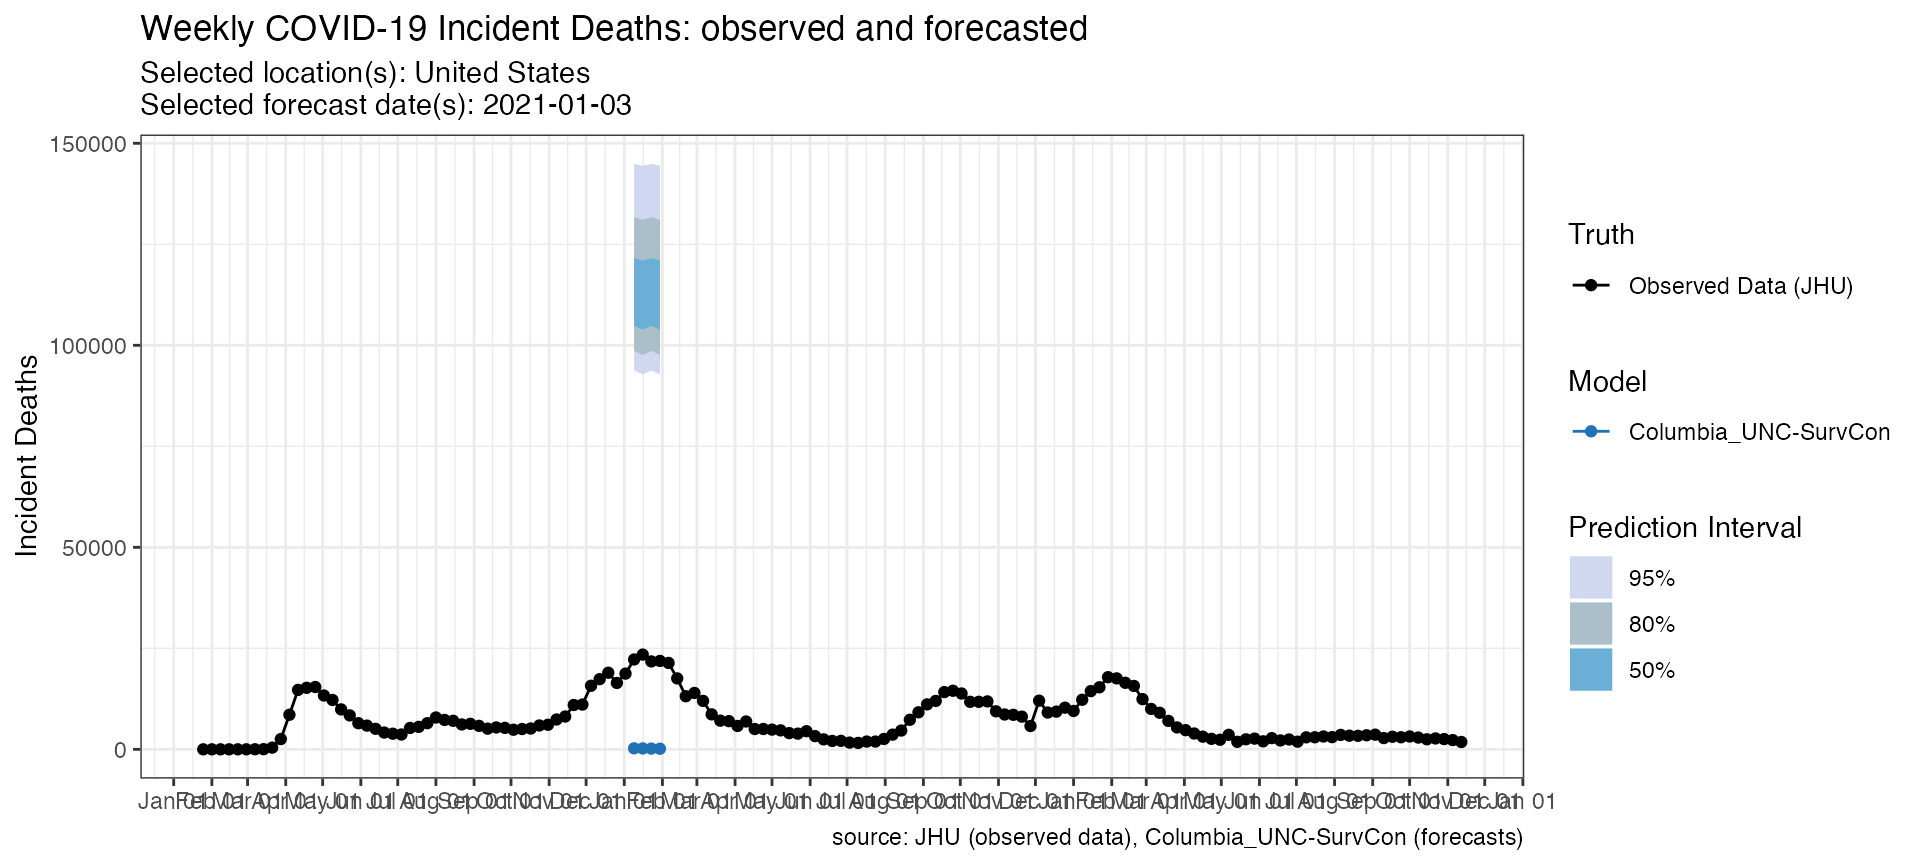 Weekly COVID-19 Incident Deaths: observed and forecasted
Selected location(s): United States
Selected forecast date(s): 2021-01-03
150000
100000
50000
0
Incident Deaths
Truth
Observed Data (JHU)
Model
Columbia_UNC-SurvCon
Prediction Interval
95%
80%
50%
source: JHU (observed data), Columbia_UNC-SurvCon (forecasts)